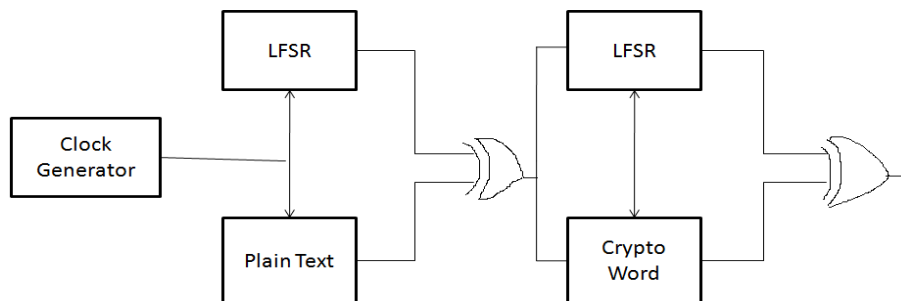 LFSR
LFSR
Clock
Generator
Plain Text
Crypto
Word